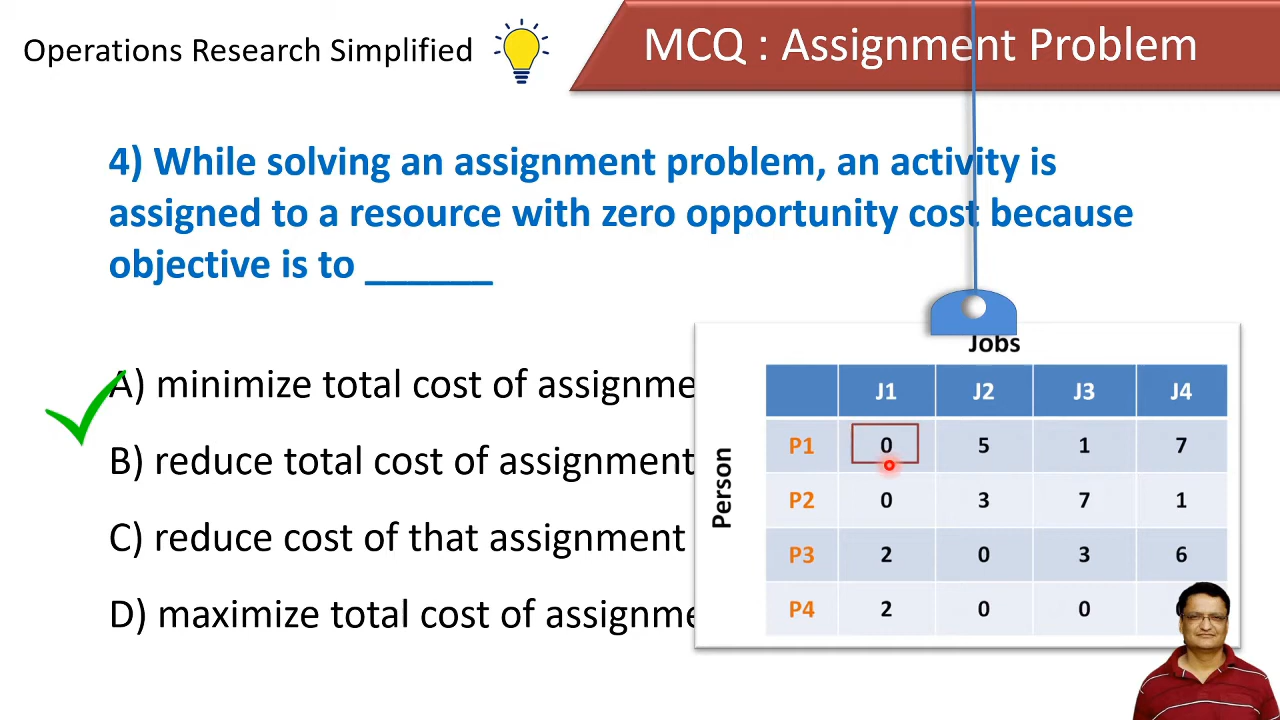 Operations Research Simplified
MCQ : Assignment Problem
4) While solving an assignment problem, an activity is
assigned to a resource with zero opportunity cost because
objective is to ______
A) minimize total cost of assignme
B) reduce total cost of assignment
C) reduce cost of that assignment
D) maximize total cost of assignme
Jobs
Person
J1 J2 J3 J4
P1 0 5 1 7
P2 0 3 7 1
P3 2 0 3 6
P4 2 0 0